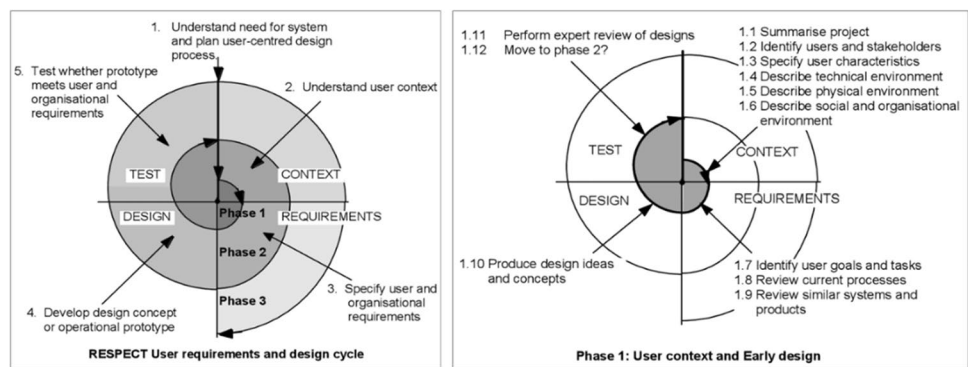 1. Understand need for system
and plan user-centred design
process
5. Test whether prototype
meets user and
organisational
requirements
2. Understand user context
TEST
CONTEXT
DESIGN
REQUIREMENTS
Phase 1
Phase 2
Phase 3
4. Develop design concept
or operational prototype
3. Specify user and
organisational
requirements
RESPECT User requirements and design cycle
1.11 Perform expert review of designs
1.12 Move to phase 2?
1.1 Summarise project
1.2 Identify users and stakeholders
1.3 Specify user characteristics
1.4 Describe technical environment
1.5 Describe physical environment
1.6 Describe social and organisational
environment
TEST
CONTEXT
DESIGN
REQUIREMENTS
1.10 Produce design ideas
and concepts
1.7 Identify user goals and tasks
1.8 Review current processes
1.9 Review similar systems and
products
Phase 1: User context and Early design